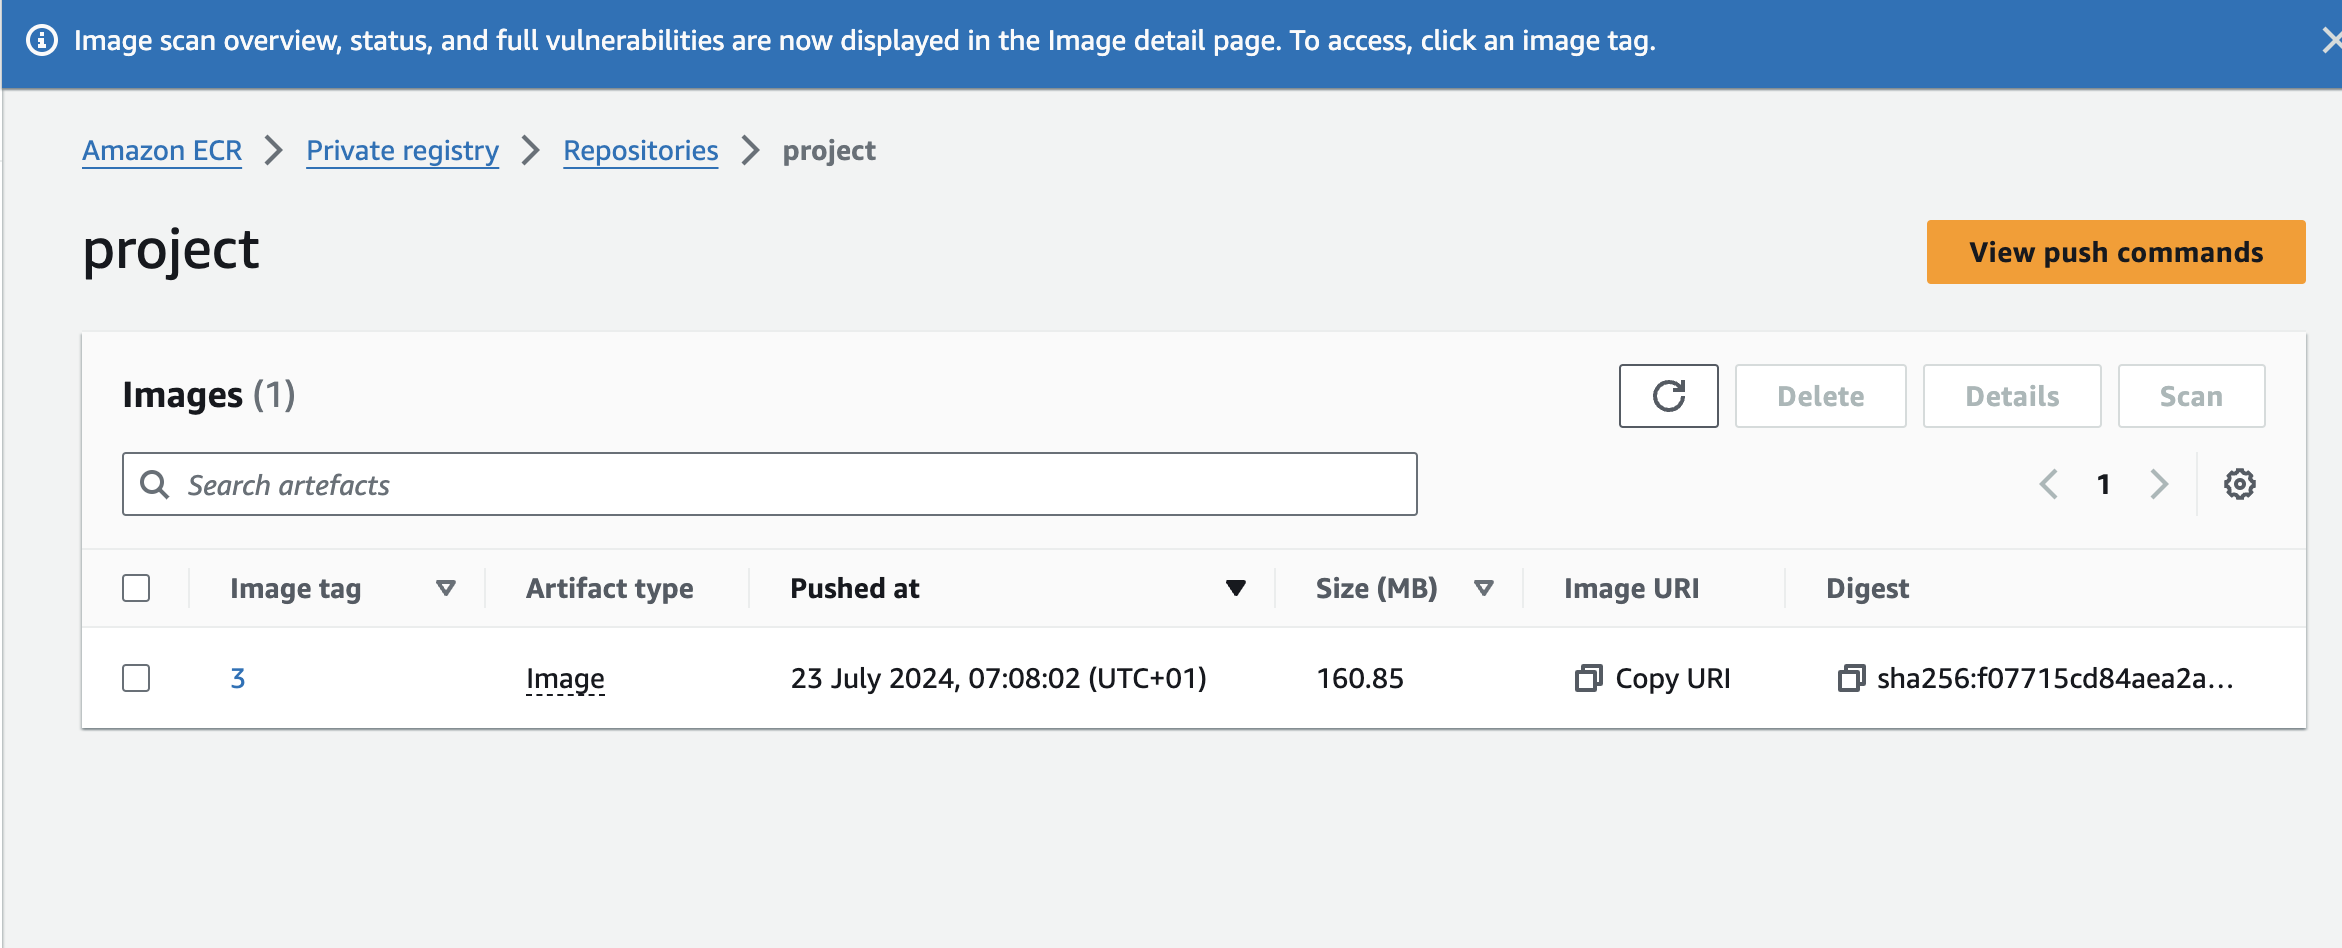 Image scan overview, status, and full vulnerabilities are now displayed in the Image detail page. To access, click an image tag.
Amazon ECR > Private registry > Repositories > project
project
View push commands
Images (1)
Delete Details Scan
Search artefacts
1
Image tag Artifact type Pushed at Size (MB) Image URI Digest
3 Image 23 July 2024, 07:08:02 (UTC+01) 160.85 Copy URI sha256:f07715cd84aea2a...